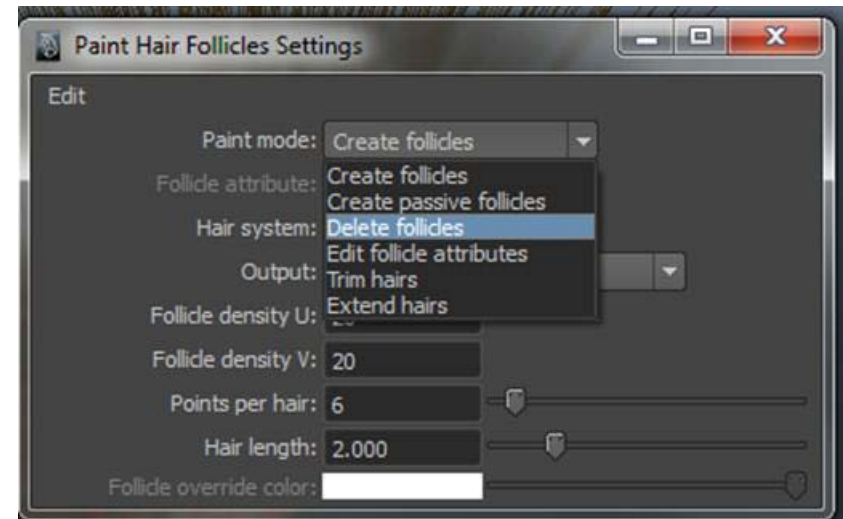 Paint Hair Follicles Settings
Edit
Paint mode: Create follicles
Follicle attribute: Create follicles
Create passive follicles
Hair system: Delete follicles
Edit follicle attributes
Output: Trim hairs
Extend hairs
Follicle density U:
Follicle density V: 20
Points per hair: 6
Hair length: 2.000
Follicle override color: